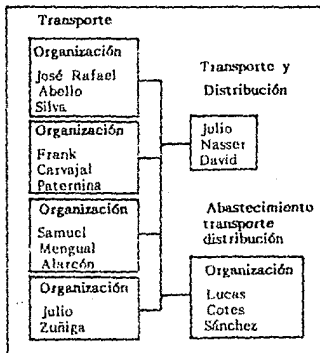 Transporte
Organización
José Rafael
Abello
Silva
Organización
Frank
Carvajal
Paternina
Organización
Samuel
Mengual
Alarcón
Organización
Julio
Zuñiga
Transporte y
Distribución
Julio
Nasser
David
Abastecimiento
transporte
distribución
Organización
Lucas
Cotes
Sánchez